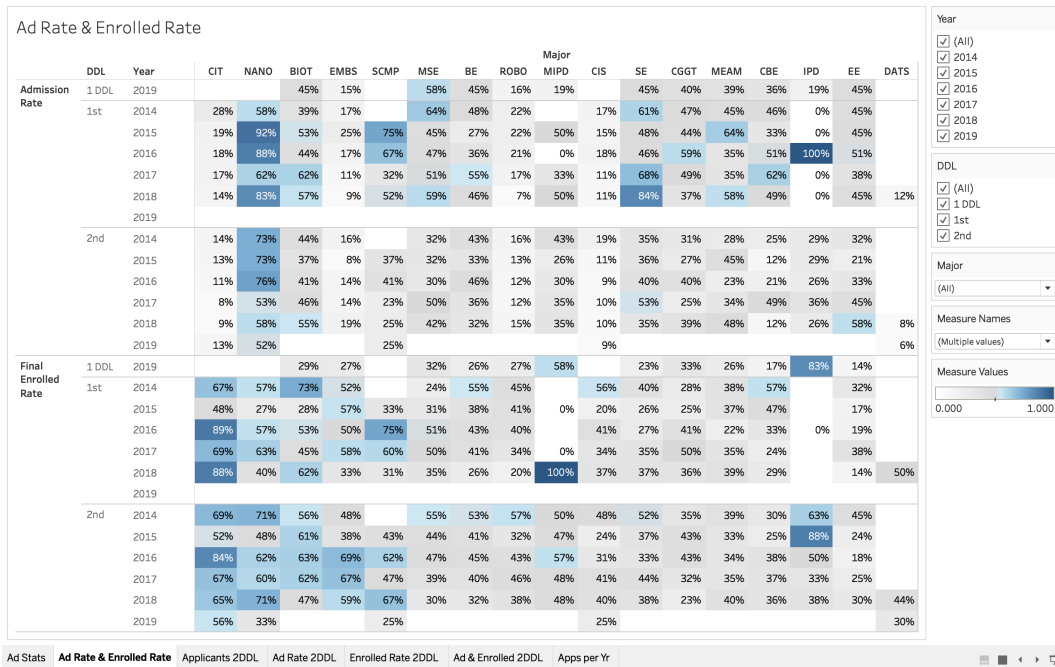 Ad Rate & Enrolled Rate
Major
DDL Year CIT NANO BIOT EMBS SCMP MSE BE ROBO MIPD CIS SE CGGT MEAM CBE IPD EE DATS
Admission Rate 1 DDL 2019 45% 15% 58% 45% 16% 19% 45% 40% 39% 36% 19% 45%
1st 2014 28% 58% 39% 17% 64% 48% 22% 17% 61% 47% 45% 46% 0% 45%
2015 19% 92% 53% 25% 75% 45% 27% 22% 50% 15% 48% 44% 64% 33% 0% 45%
2016 18% 88% 44% 17% 67% 47% 36% 21% 0% 18% 46% 59% 35% 51% 100% 51%
2017 17% 62% 62% 11% 32% 51% 55% 17% 33% 11% 68% 49% 35% 62% 0% 38%
2018 14% 83% 57% 9% 52% 59% 46% 7% 50% 11% 84% 37% 58% 49% 0% 45% 12%
2019
2nd 2014 14% 73% 44% 16% 32% 43% 16% 43% 19% 35% 31% 28% 25% 29% 32%
2015 13% 73% 37% 8% 37% 32% 33% 13% 26% 11% 36% 27% 45% 12% 29% 21%
2016 11% 76% 41% 14% 41% 30% 46% 12% 30% 9% 40% 40% 23% 21% 26% 33%
2017 8% 53% 46% 14% 23% 50% 36% 12% 35% 10% 53% 25% 34% 49% 36% 45%
2018 9% 58% 55% 19% 25% 42% 32% 15% 35% 10% 35% 39% 48% 12% 26% 58% 8%
2019 13% 52% 25% 9% 6%
Final Enrolled Rate 1 DDL 2019 29% 27% 32% 26% 27% 58% 23% 33% 26% 17% 83% 14%
1st 2014 67% 57% 73% 52% 24% 55% 45% 56% 40% 28% 38% 57% 32%
2015 48% 27% 28% 57% 33% 31% 38% 41% 0% 20% 26% 25% 37% 47% 17%
2016 89% 57% 53% 50% 75% 51% 43% 40% 41% 27% 41% 22% 33% 0% 19%
2017 69% 63% 45% 58% 60% 50% 41% 34% 0% 34% 35% 50% 35% 24% 38%
2018 88% 40% 62% 33% 31% 35% 26% 20% 100% 37% 37% 36% 39% 29% 14% 50%
2019
2nd 2014 69% 71% 56% 48% 55% 53% 57% 50% 48% 52% 35% 39% 30% 63% 45%
2015 52% 48% 61% 38% 43% 44% 41% 32% 47% 24% 37% 43% 33% 25% 88% 24%
2016 84% 62% 63% 69% 62% 47% 45% 43% 57% 31% 33% 43% 34% 38% 50% 18%
2017 67% 60% 62% 67% 47% 39% 40% 46% 48% 41% 44% 32% 35% 37% 33% 25%
2018 65% 71% 47% 59% 67% 30% 32% 38% 48% 40% 38% 23% 40% 36% 38% 30% 44%
2019 56% 33% 25% 25% 30%
Year
(All)
2014
2015
2016
2017
2018
2019
DDL
(All)
1 DDL
1st
2nd
Major
(All)
Measure Names
(Multiple values)
Measure Values
0.000 1.000
Ad Stats Ad Rate & Enrolled Rate Applicants 2DDL Ad Rate 2DDL Enrolled Rate 2DDL Ad & Enrolled 2DDL Apps per Yr